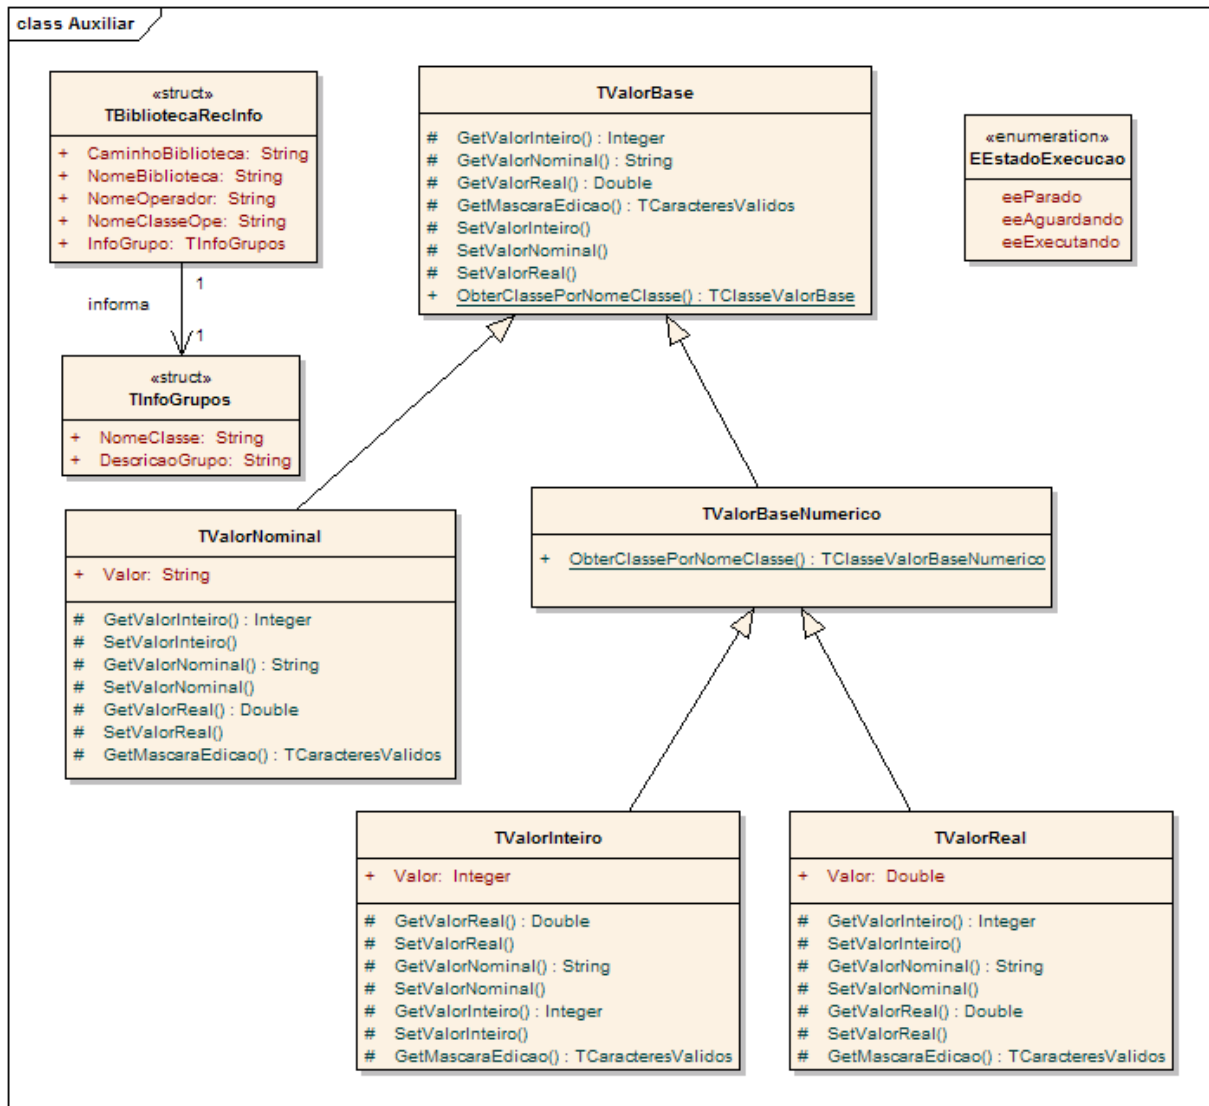 class Auxiliar
«struct»
TBibliotecaRecInfo
+ CaminhoBiblioteca: String
+ NomeBiblioteca: String
+ NomeOperador: String
+ NomeClasseOpe: String
+ InfoGrupo: TInfoGrupos
1
informa
1
«struct»
TInfoGrupos
+ NomeClasse: String
+ DescricaoGrupo: String
TValorBase
# GetValorInteiro() : Integer
# GetValorNominal() : String
# GetValorReal() : Double
# GetMascaraEdicao() : TCaracteresValidos
# SetValorInteiro()
# SetValorNominal()
# SetValorReal()
+ ObterClassePorNomeClasse() : TClasseValorBase
«enumeration»
EEstadoExecucao
eeParado
eeAguardando
eeExecutando
TValorNominal
+ Valor: String
# GetValorInteiro() : Integer
# SetValorInteiro()
# GetValorNominal() : String
# SetValorNominal()
# GetValorReal() : Double
# SetValorReal()
# GetMascaraEdicao() : TCaracteresValidos
TValorBaseNumerico
+ ObterClassePorNomeClasse() : TClasseValorBaseNumerico
TValorInteiro
+ Valor: Integer
# GetValorReal() : Double
# SetValorReal()
# GetValorNominal() : String
# SetValorNominal()
# GetValorInteiro() : Integer
# SetValorInteiro()
# GetMascaraEdicao() : TCaracteresValidos
TValorReal
+ Valor: Double
# GetValorInteiro() : Integer
# SetValorInteiro()
# GetValorNominal() : String
# SetValorNominal()
# GetValorReal() : Double
# SetValorReal()
# GetMascaraEdicao() : TCaracteresValidos